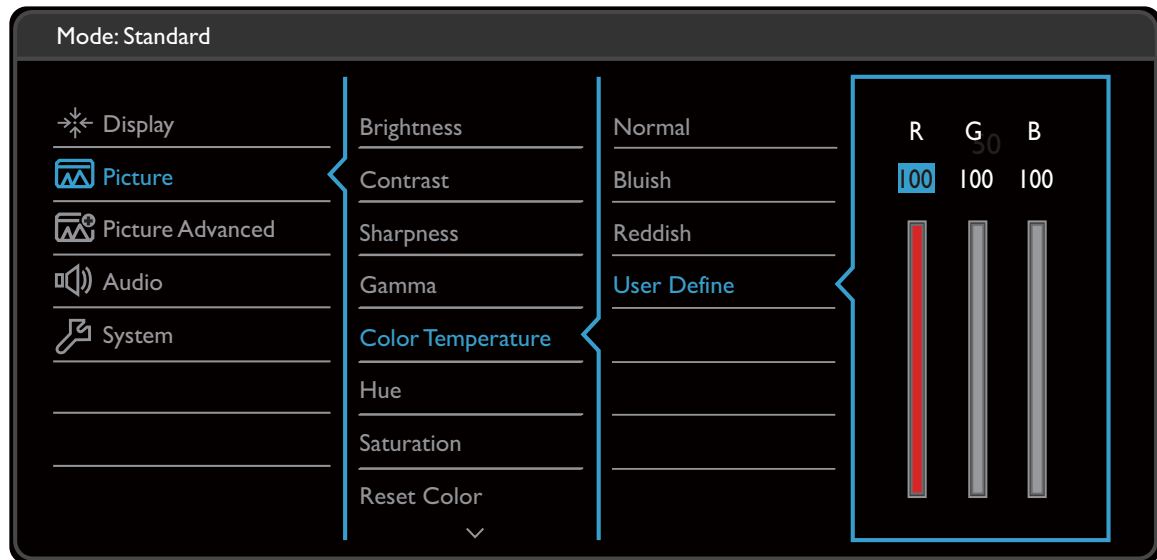 Mode: Standard
Display
Picture
Picture Advanced
Audio
System
Brightness
Contrast
Sharpness
Gamma
Color Temperature
Hue
Saturation
Reset Color
Normal
Bluish
Reddish
User Define
R G B
50
100 100 100